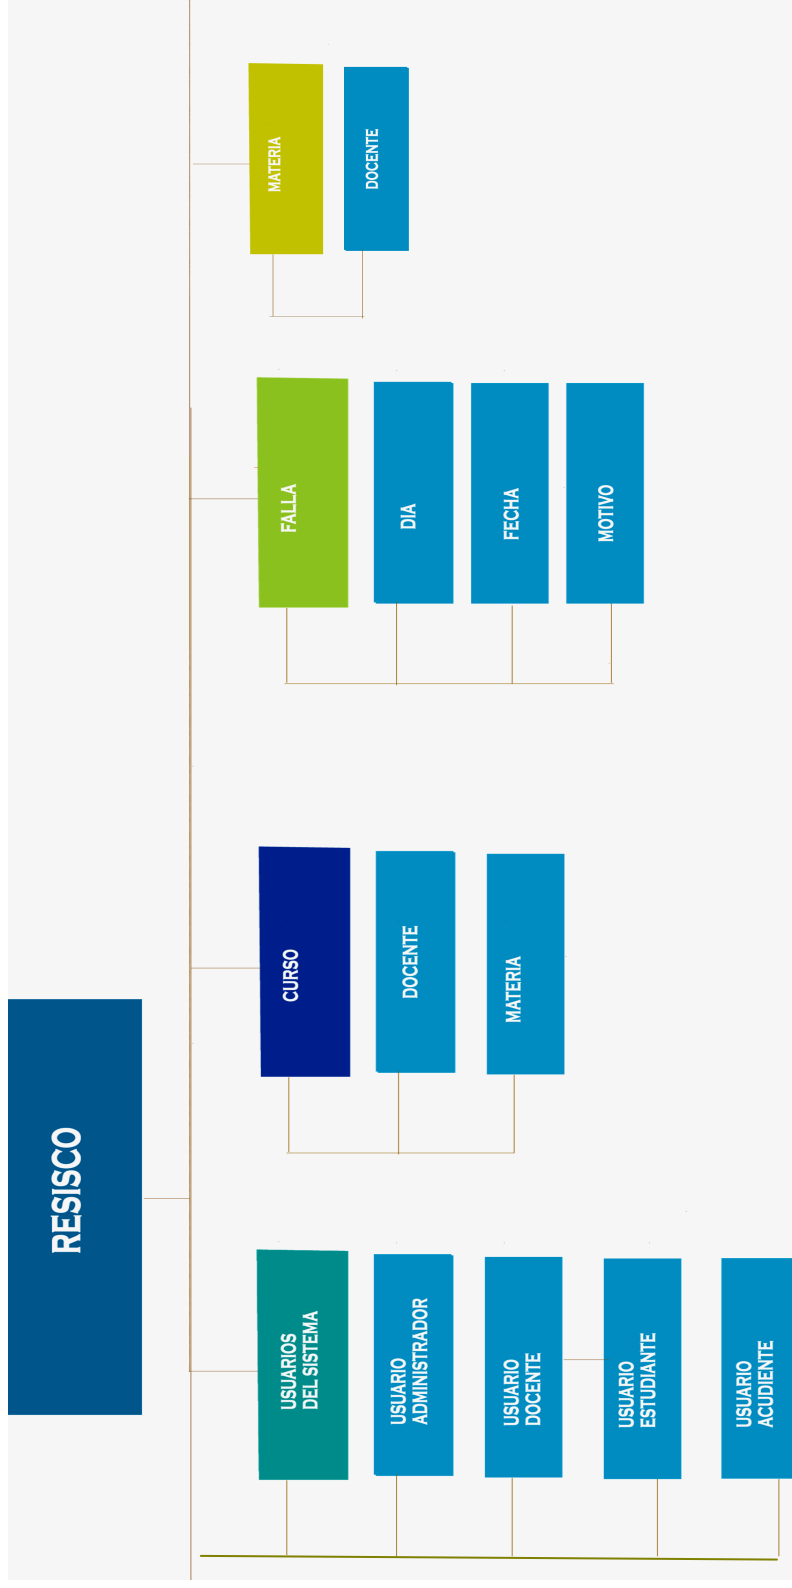 RESISCO
USUARIOS
DEL SISTEMA
USUARIO
ADMINISTRADOR
USUARIO
DOCENTE
USUARIO
ESTUDIANTE
USUARIO
ACUDIENTE
CURSO
DOCENTE
MATERIA
FALLA
DIA
FECHA
MOTIVO
MATERIA
DOCENTE